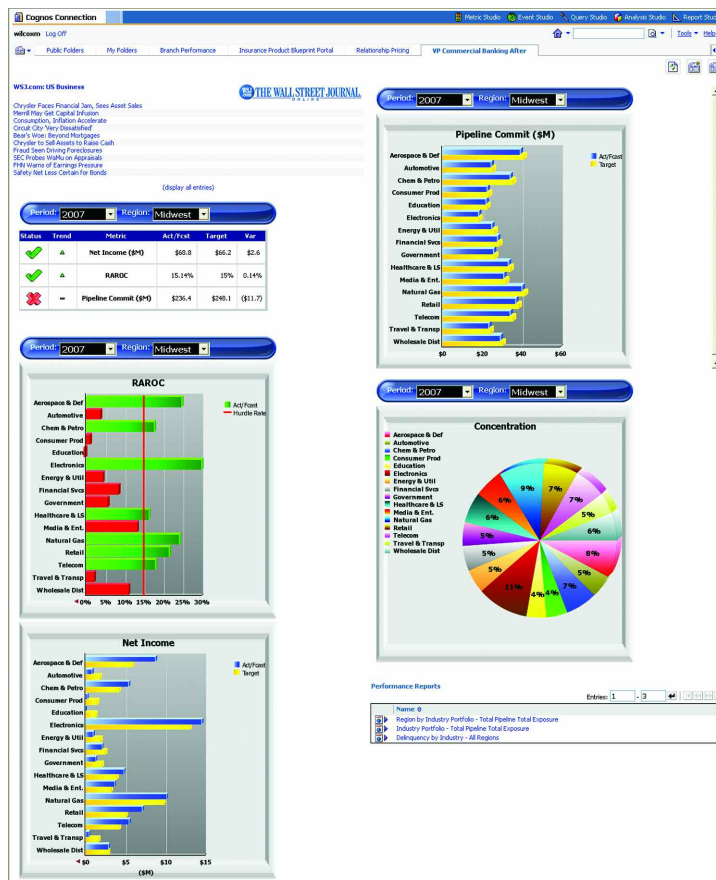 Cognos Connection
Metric Studio Event Studio Query Studio Analysis Studio Report Stud
wilcoxm Log Off
Tools Help
Public Folders My Folders Branch Performance Insurance Product Blueprint Portal Relationship Pricing VP Commercial Banking After
WSJ.com: US Business
WSJ THE WALL STREET JOURNAL.
ONLINE
Chrysler Faces Financial Jam, Sees Asset Sales
Merrill May Get Capital Infusion
Consumption, Inflation Accelerate
Circuit City 'Very Dissatisfied'
Bear's Woe: Beyond Mortgages
Chrysler to Sell Assets to Raise Cash
Fraud Seen Driving Foreclosures
SEC Probes WaMu on Appraisals
FHN Warns of Earnings Pressure
Safety Net Less Certain for Bonds
(display all entries)
Period: 2007 Region: Midwest
Status Trend Metric Act/Fcst Target Var
Net Income ($M) $68.8 $66.2 $2.6
RAROC 15.14% 15% 0.14%
Pipeline Commit ($M) $236.4 $248.1 ($11.7)
Period: 2007 Region: Midwest
RAROC
Aerospace & Def
Automotive
Chem & Petro
Consumer Prod
Education
Electronics
Energy & Util
Financial Svcs
Government
Healthcare & LS
Media & Ent.
Natural Gas
Retail
Telecom
Travel & Transp
Wholesale Dist
0% 5% 10% 15% 20% 25% 30%
Act/Fcast
Hurdle Rate
Net Income
Aerospace & Def
Automotive
Chem & Petro
Consumer Prod
Education
Electronics
Energy & Util
Financial Svcs
Government
Healthcare & LS
Media & Ent.
Natural Gas
Retail
Telecom
Travel & Transp
Wholesale Dist
$0 $5 $10 $15
($M)
Act/Fcast
Target
Period: 2007 Region: Midwest
Pipeline Commit ($M)
Aerospace & Def
Automotive
Chem & Petro
Consumer Prod
Education
Electronics
Energy & Util
Financial Svcs
Government
Healthcare & LS
Media & Ent.
Natural Gas
Retail
Telecom
Travel & Transp
Wholesale Dist
$0 $20 $40 $60
Act/Fcast
Target
Period: 2007 Region: Midwest
Concentration
Aerospace & Def
Automotive
Chem & Petro
Consumer Prod
Education
Electronics
Energy & Util
Financial Svcs
Government
Healthcare & LS
Media & Ent.
Natural Gas
Retail
Telecom
Travel & Transp
Wholesale Dist
9% 7%
6% 7%
6% 5%
5% 6%
5% 8%
5% 5%
11% 4% 4% 7%
Performance Reports
Entries: 1 - 3
Name
Region by Industry Portfolio - Total Pipeline Total Exposure
Industry Portfolio - Total Pipeline Total Exposure
Delinquency by Industry - All Regions